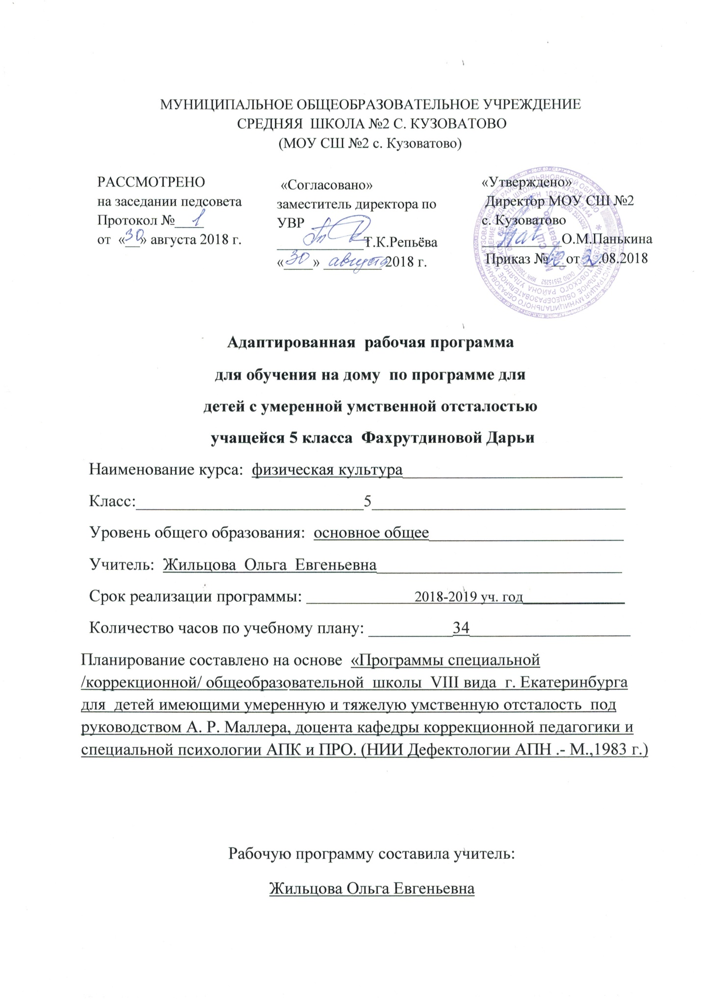 МУНИЦИПАЛЬНОЕ ОБЩЕОБРАЗОВАТЕЛЬНОЕ УЧРЕЖДЕНИЕ
СРЕДНЯЯ ШКОЛА №2 С. КУЗОВАТОВО
(МОУ СШ №2 с. Кузоватово)
РАССМОТРЕНО
на заседании педсовета
Протокол № 1
от «30» августа 2018 г.
«Согласовано»
заместитель директора по
УВР
Т.К.Репьёва
«30» августа 2018 г.
«Утверждено»
Директор МОУ СШ №2
с. Кузоватово
О.М.Панькина
Приказ № от .08.2018
Адаптированная рабочая программа
для обучения на дому по программе для
детей с умеренной умственной отсталостью
учащейся 5 класса Фахрутдиновой Дарьи
Наименование курса: физическая культура
Класс: 5
Уровень общего образования: основное общее
Учитель: Жильцова Ольга Евгеньевна
Срок реализации программы: 2018-2019 уч. год
Количество часов по учебному плану: 34
Планирование составлено на основе «Программы специальной
/коррекционной/ общеобразовательной школы VIII вида г. Екатеринбурга
для детей имеющими умеренную и тяжелую умственную отсталость под
руководством А. Р. Маллера, доцента кафедры коррекционной педагогики и
специальной психологии АПК и ПРО. (НИИ Дефектологии АПН .- М.,1983 г.)
Рабочую программу составила учитель:
Жильцова Ольга Евгеньевна